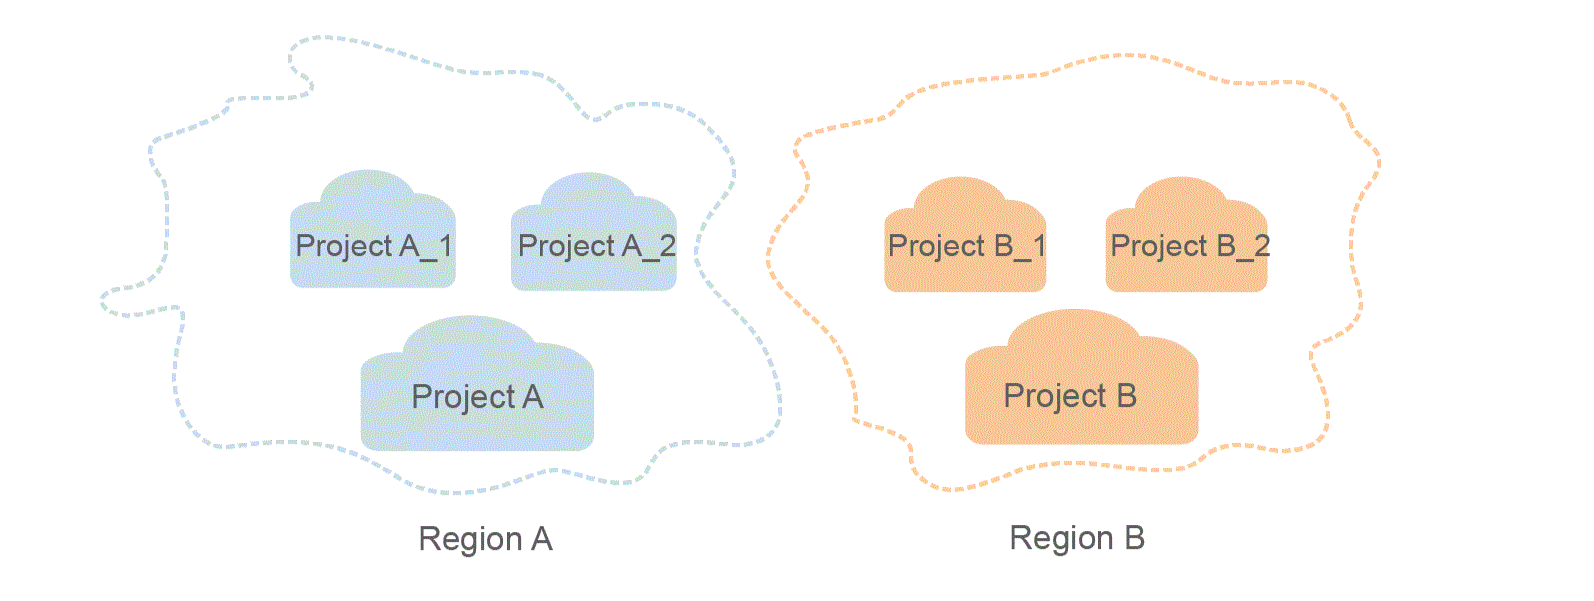 Project A_1
Project A_2
Project A
Region A
Project B_1
Project B_2
Project B
Region B